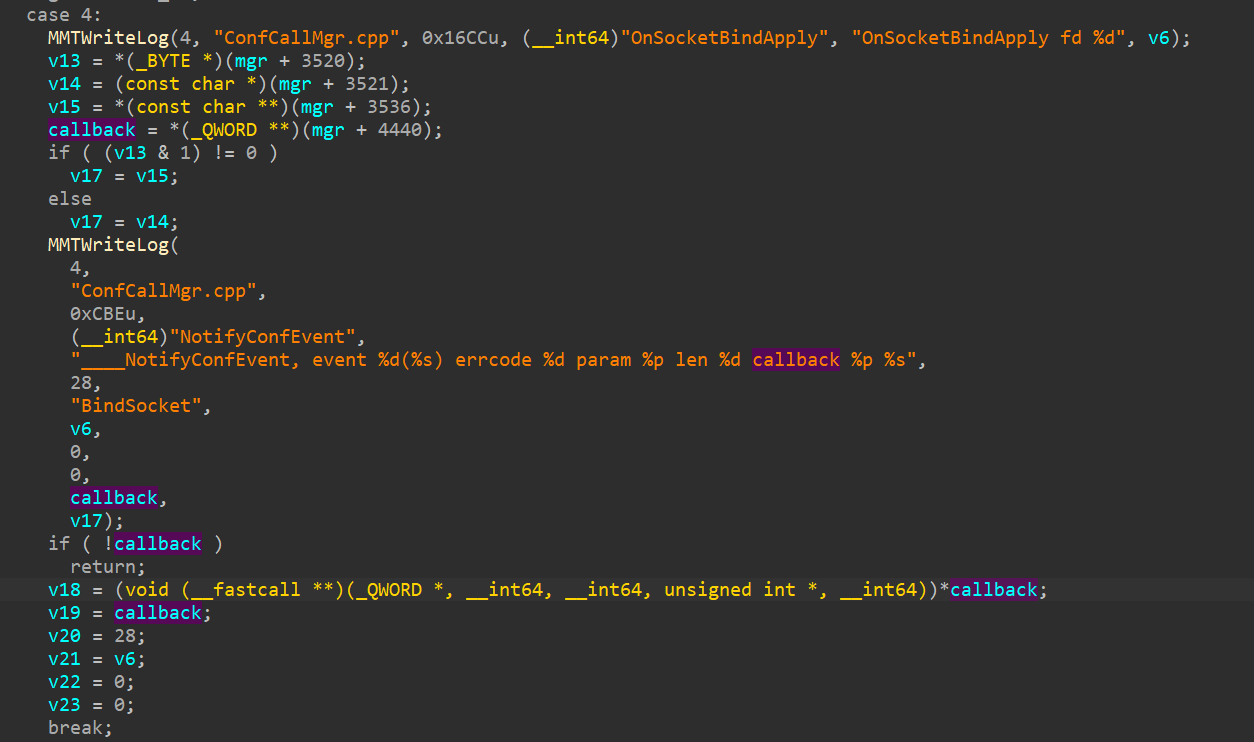 case 4:
MMTWriteLog(4, "ConfCallMgr.cpp", 0x16CCu, (__int64)"OnSocketBindApply", "OnSocketBindApply fd %d", v6);
v13 = *(_BYTE *)(mgr + 3520);
v14 = (const char *)(mgr + 3521);
v15 = *(const char **)(mgr + 3536);
callback = *(_QWORD **)(mgr + 4440);
if ( (v13 & 1) != 0 )
v17 = v15;
else
v17 = v14;
MMTWriteLog(
4,
"ConfCallMgr.cpp",
0xCBEu,
(__int64)"NotifyConfEvent",
"____NotifyConfEvent, event %d(%s) errcode %d param %p len %d callback %p %s",
28,
"BindSocket",
v6,
0,
0,
callback,
v17);
if ( !callback )
return;
v18 = (void (__fastcall **)(_QWORD *, __int64, __int64, unsigned int *, __int64))*callback;
v19 = callback;
v20 = 28;
v21 = v6;
v22 = 0;
v23 = 0;
break;